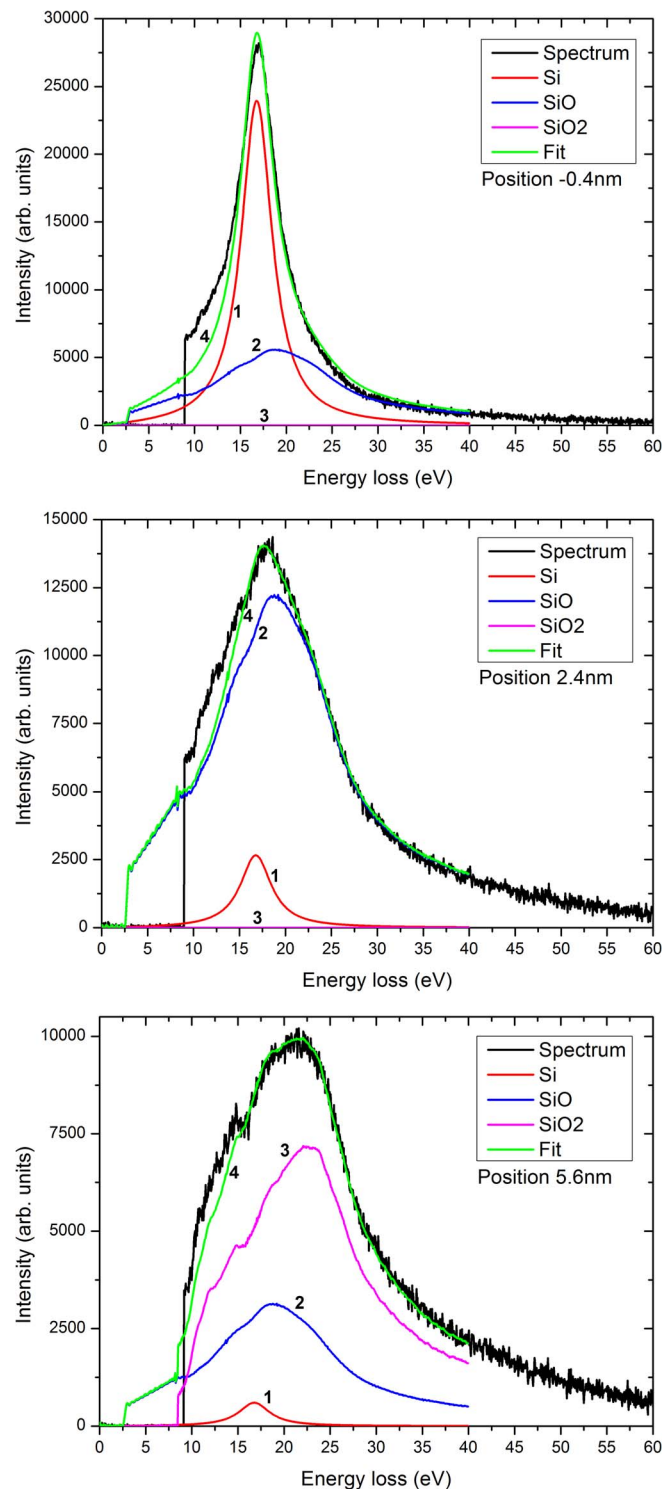 30000
25000
20000
15000
10000
5000
0
Intensity (arb. units)
Spectrum
Si
SiO
SiO2
Fit
Position -0.4nm
1
2
4
3
0 5 10 15 20 25 30 35 40 45 50 55 60
Energy loss (eV)
15000
12500
10000
7500
5000
2500
0
Intensity (arb. units)
Spectrum
Si
SiO
SiO2
Fit
Position 2.4nm
4
2
1
3
0 5 10 15 20 25 30 35 40 45 50 55 60
Energy loss (eV)
10000
7500
5000
2500
0
Intensity (arb. units)
Spectrum
Si
SiO
SiO2
Fit
Position 5.6nm
3
4
2
1
0 5 10 15 20 25 30 35 40 45 50 55 60
Energy loss (eV)